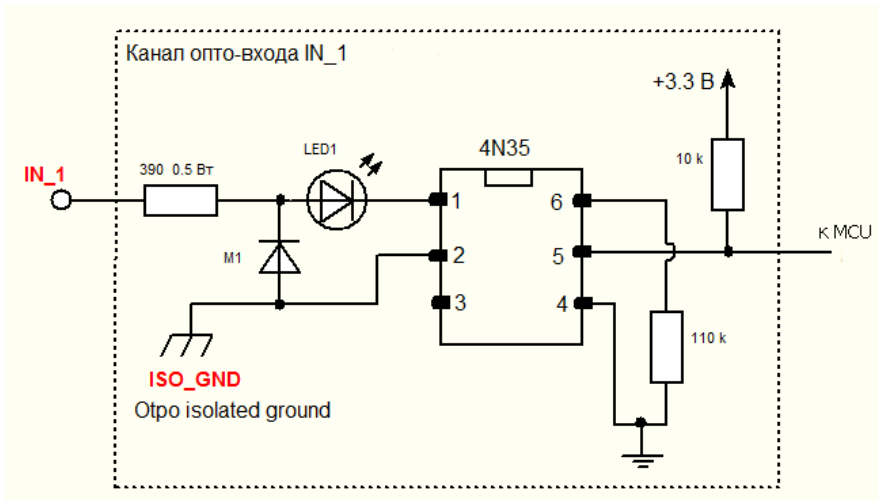 Канал опто-входа IN_1
+3.3 В
LED1
4N35
390 0.5 Вт
10 k
IN_1
1
6
к MCU
M1
2
5
3
4
110 k
ISO_GND
Otpo isolated ground